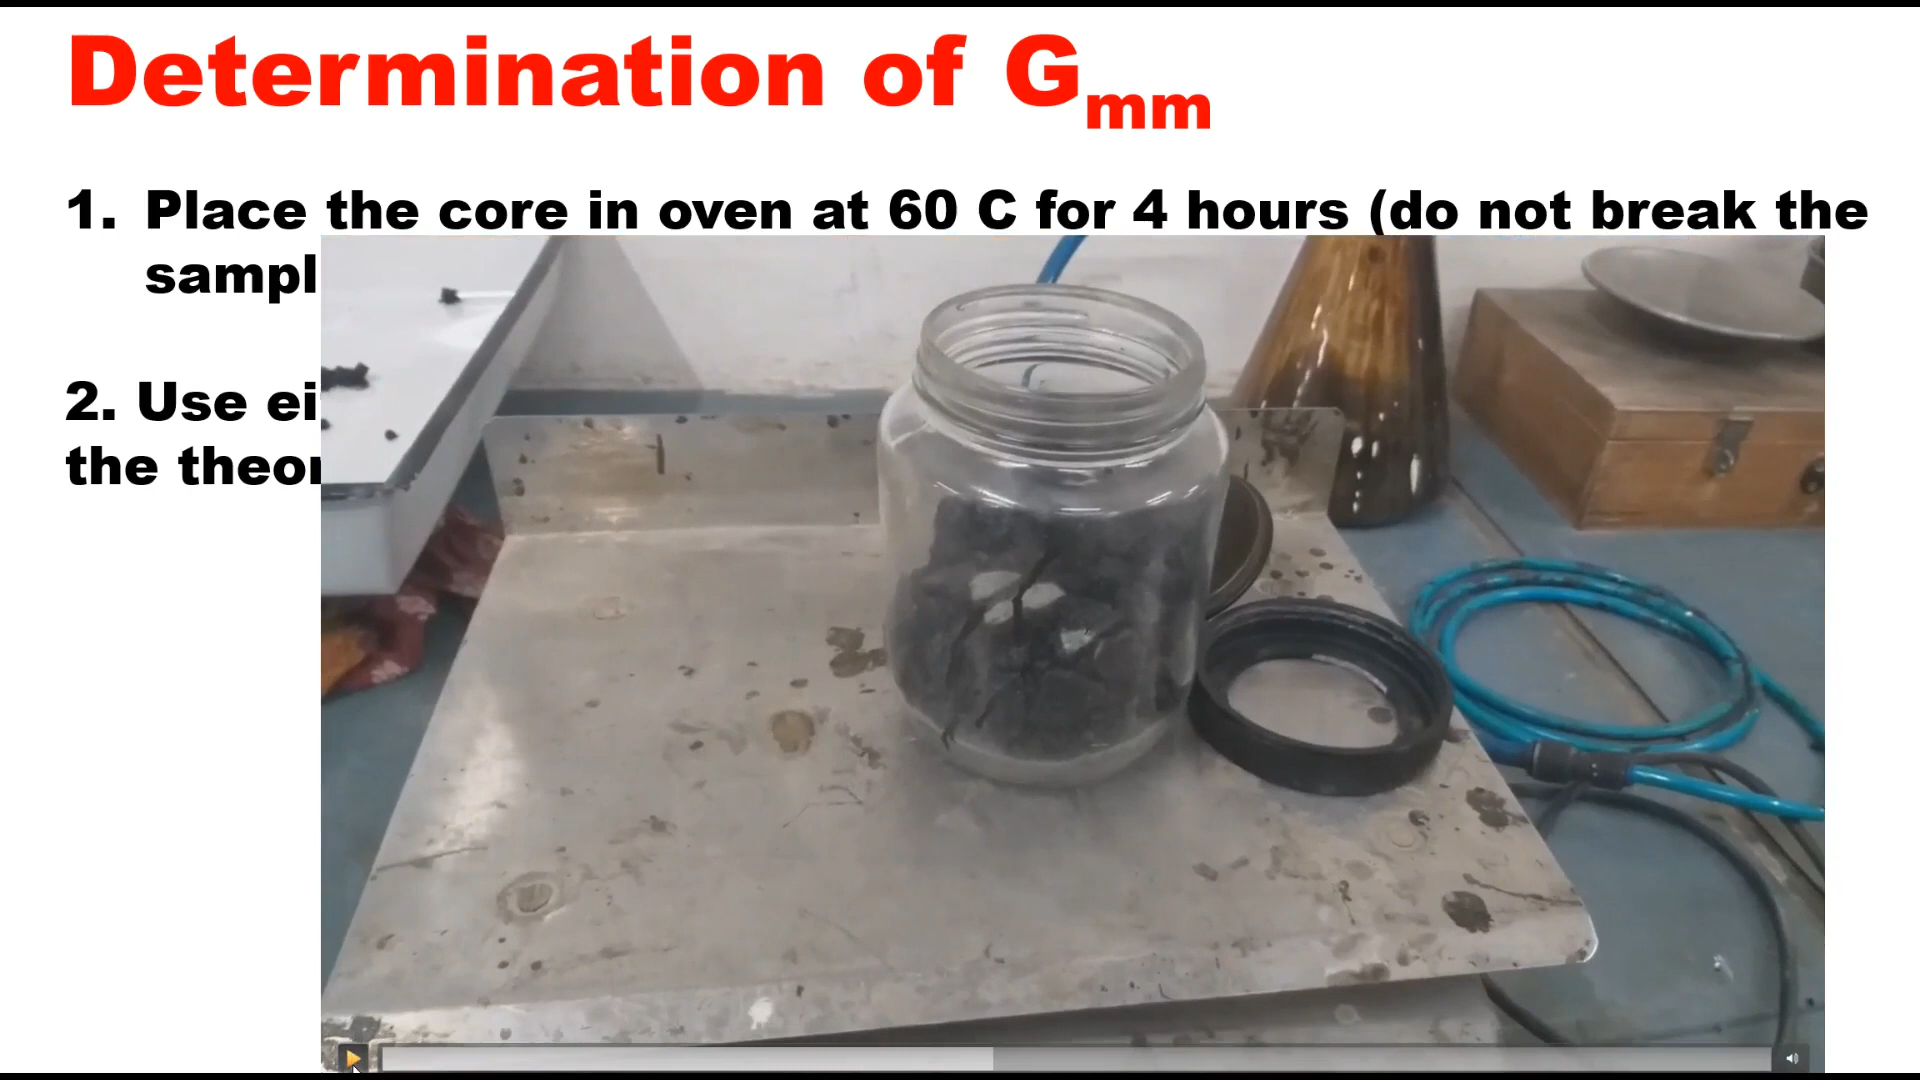 Determination of Gmm
1. Place the core in oven at 60 C for 4 hours (do not break the
sampl
2. Use ei
the theor